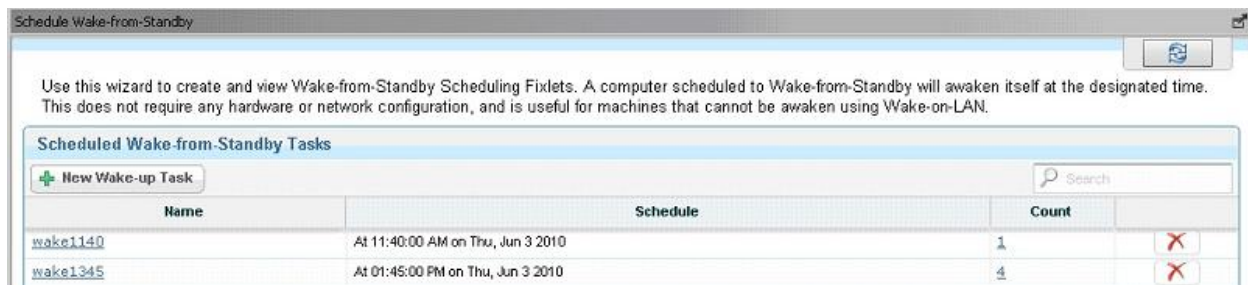 Schedule Wake-from-Standby
Use this wizard to create and view Wake-from-Standby Scheduling Fixlets. A computer scheduled to Wake-from-Standby will awaken itself at the designated time.
This does not require any hardware or network configuration, and is useful for machines that cannot be awaken using Wake-on-LAN.
Scheduled Wake-from-Standby Tasks
New Wake-up Task
Search
Name Schedule Count
wake1140 At 11:40:00 AM on Thu, Jun 3 2010 1
wake1345 At 01:45:00 PM on Thu, Jun 3 2010 4